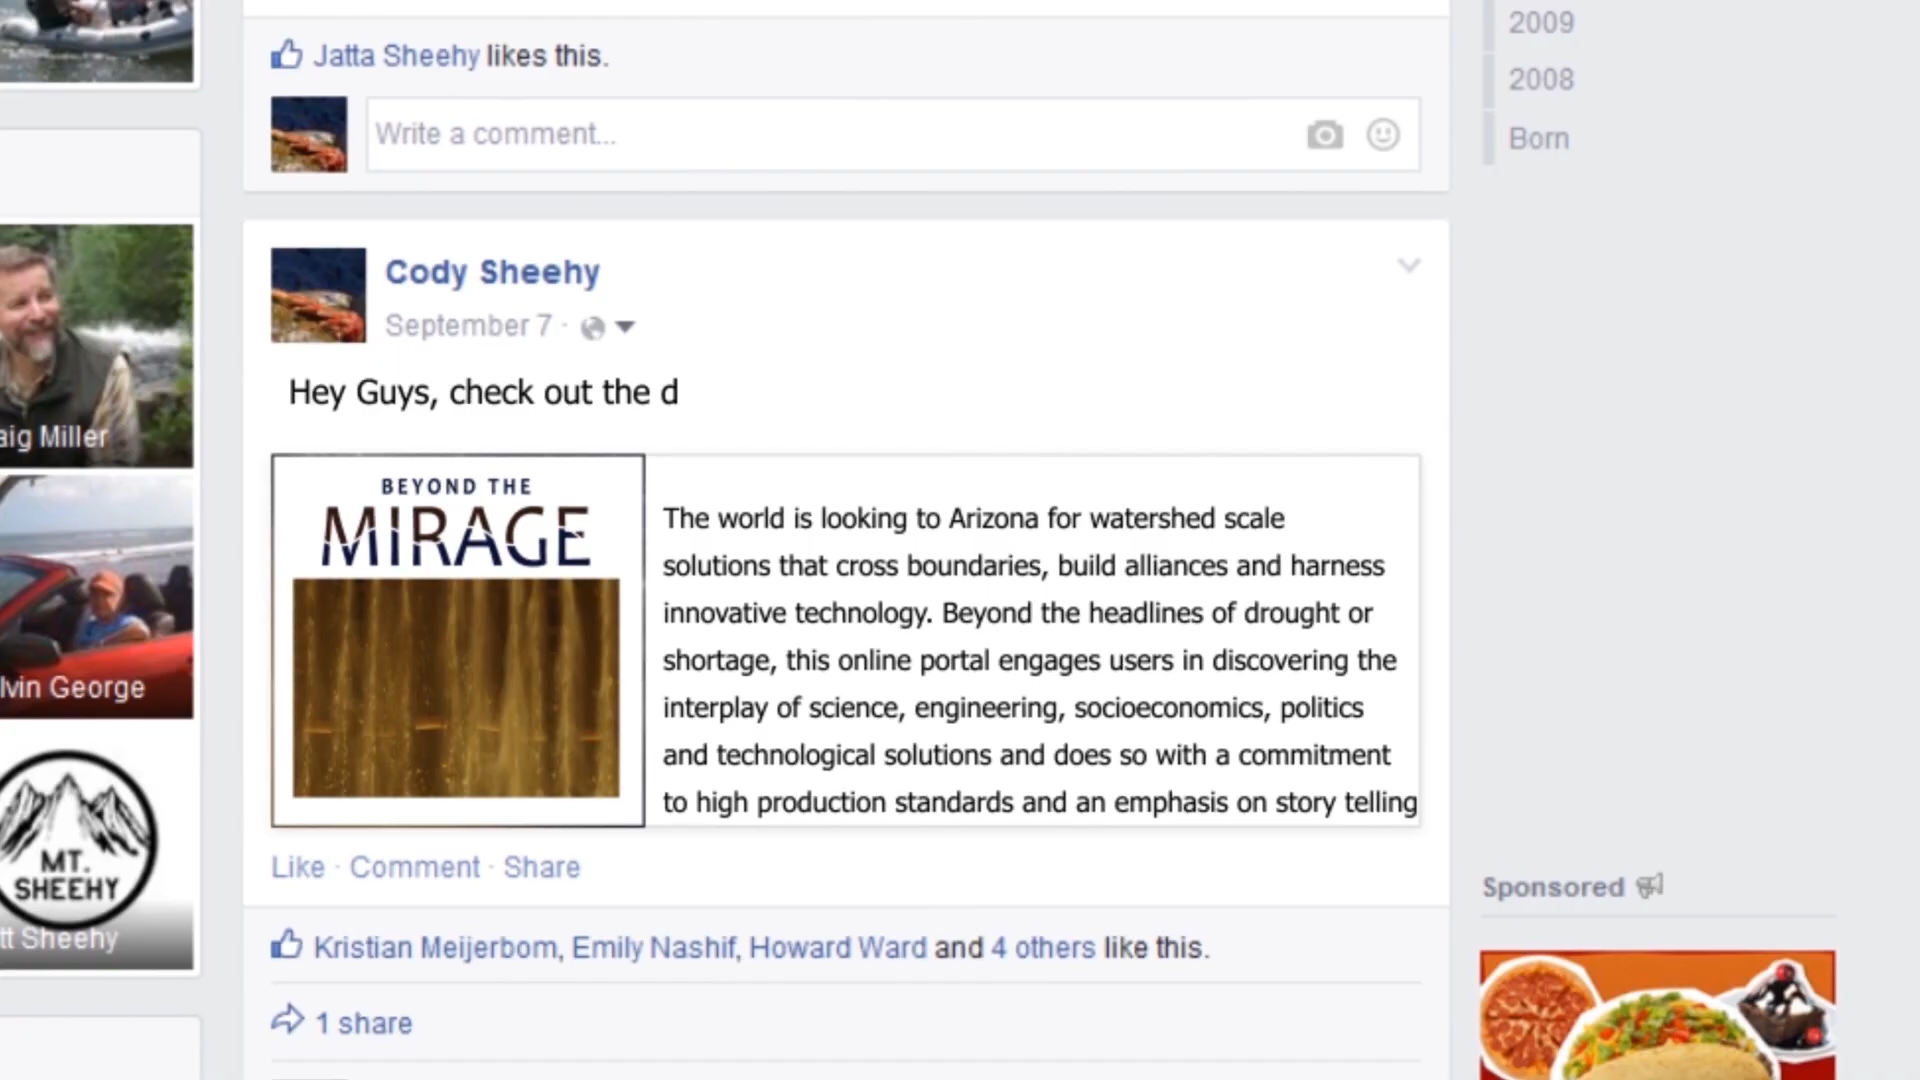 Jatta Sheehy likes this.
Write a comment...
2009
2008
Born
Cody Sheehy
September 7 ·
Hey Guys, check out the d
BEYOND THE
MIRAGE
The world is looking to Arizona for watershed scale
solutions that cross boundaries, build alliances and harness
innovative technology. Beyond the headlines of drought or
shortage, this online portal engages users in discovering the
interplay of science, engineering, socioeconomics, politics
and technological solutions and does so with a commitment
to high production standards and an emphasis on story telling
Like · Comment · Share
Kristian Meijerbom, Emily Nashif, Howard Ward and 4 others like this.
1 share
aig Miller
lvin George
MT.
SHEEHY
tt Sheehy
Sponsored